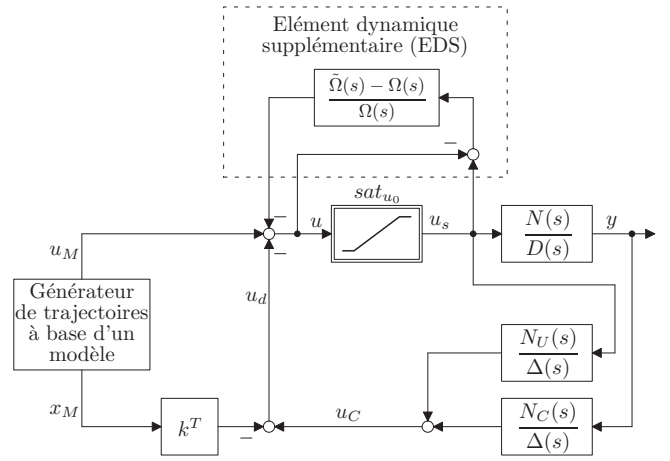 Elément dynamique
supplémentaire (EDS)
Ω̃(s) − Ω(s)
Ω(s)
−
sat_{u_0}
−
u
u_s
N(s)
D(s)
y
u_M
−
u_d
Générateur
de trajectoires
à base d'un
modèle
N_U(s)
Δ(s)
x_M
k^T
−
u_C
N_C(s)
Δ(s)